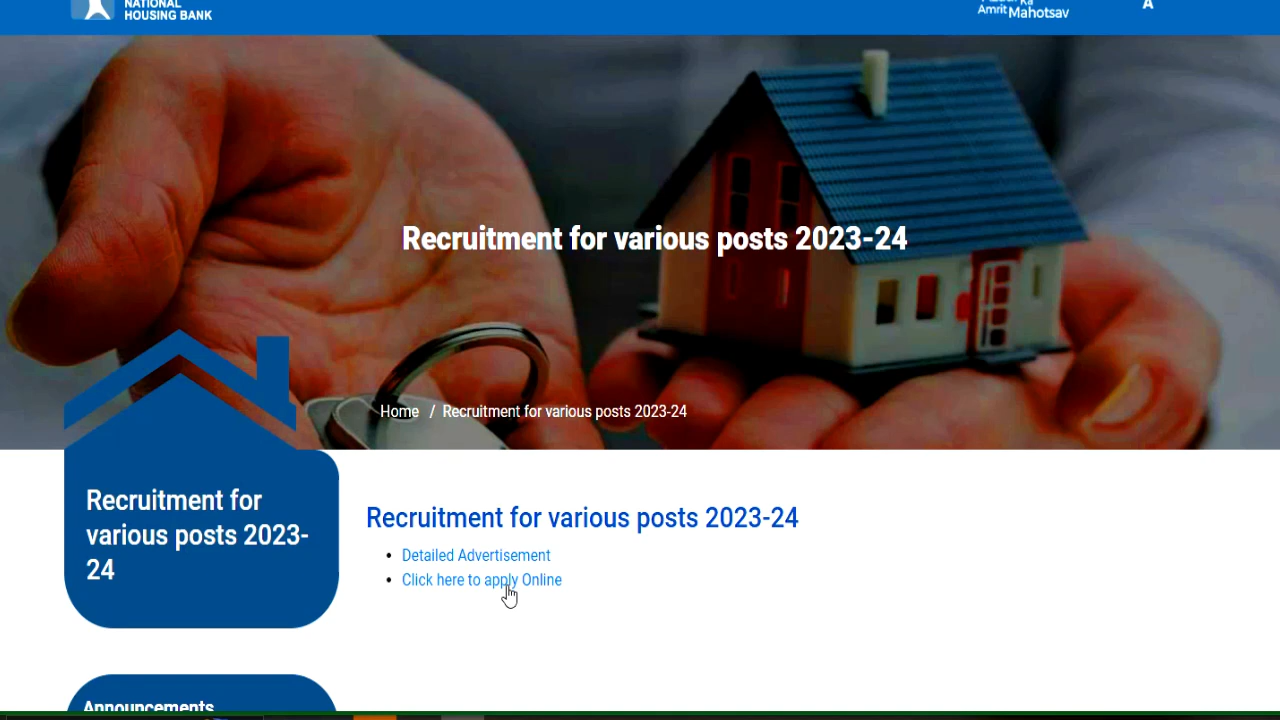 NATIONAL
HOUSING BANK
Ka
Amrit Mahotsav
A
Recruitment for various posts 2023-24
Home / Recruitment for various posts 2023-24
Recruitment for
various posts 2023-
24
Recruitment for various posts 2023-24
Detailed Advertisement
Click here to apply Online
Announcements